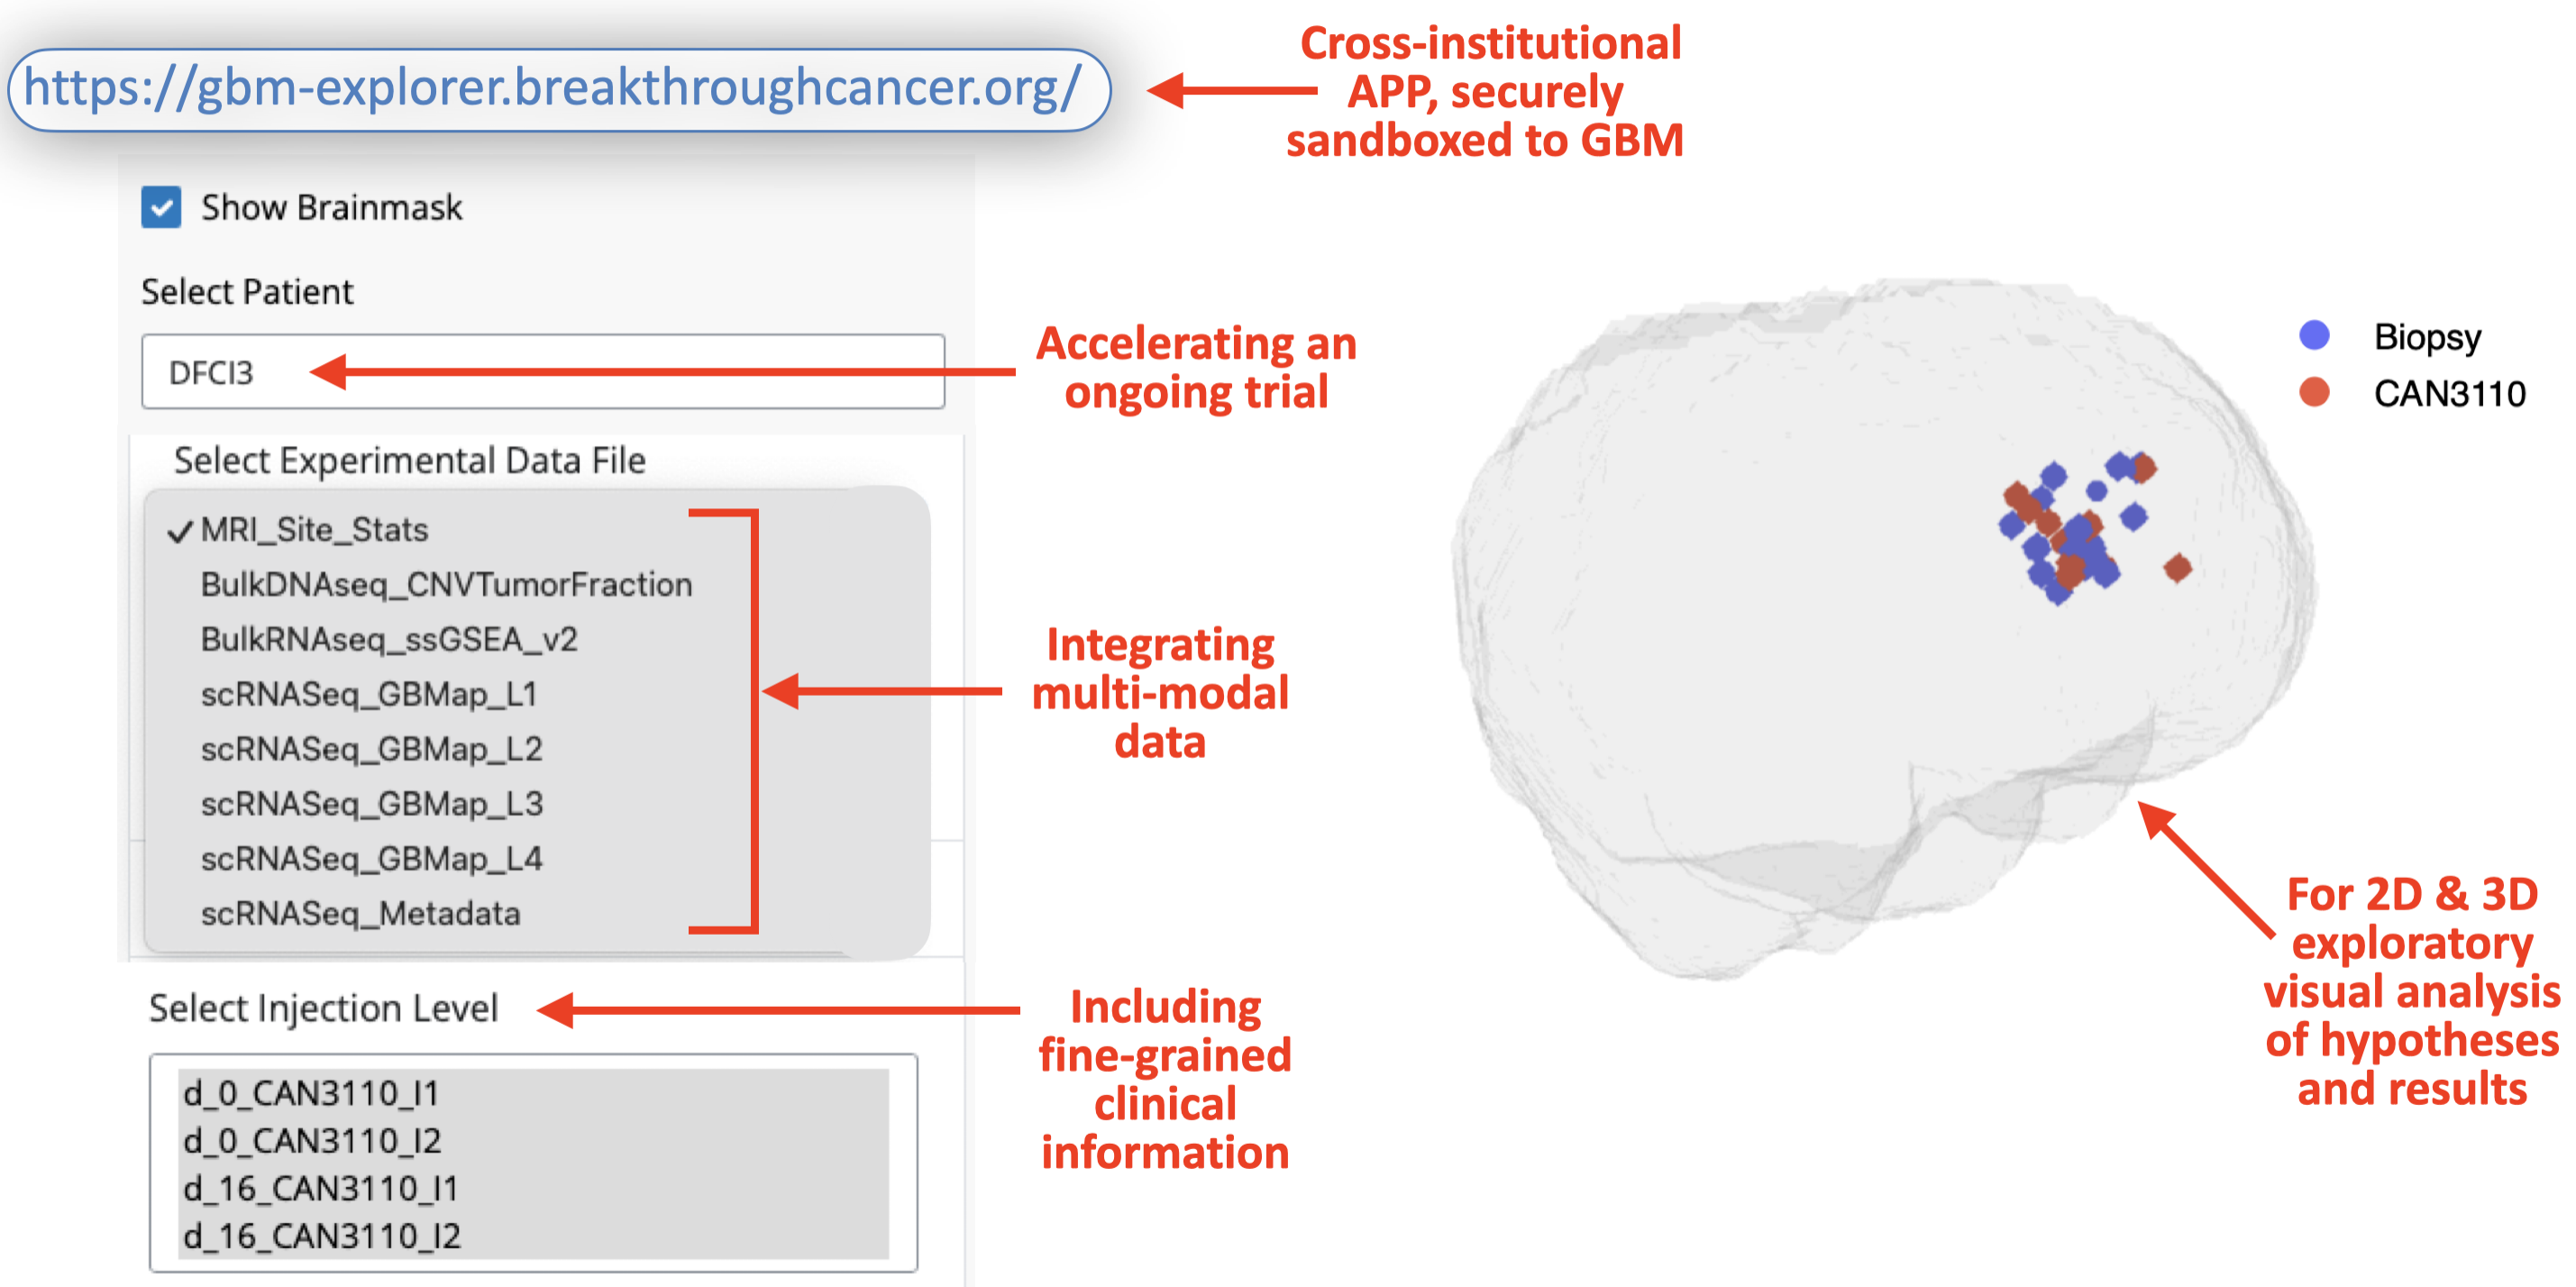 https://gbm-explorer.breakthroughcancer.org/
Cross-institutional
APP, securely
sandboxed to GBM
Show Brainmask
Select Patient
DFCI3
Accelerating an
ongoing trial
Select Experimental Data File
✓ MRI_Site_Stats
BulkDNAseq_CNVTumorFraction
BulkRNAseq_ssGSEA_v2
scRNASeq_GBMap_L1
scRNASeq_GBMap_L2
scRNASeq_GBMap_L3
scRNASeq_GBMap_L4
scRNASeq_Metadata
Integrating
multi-modal
data
Select Injection Level
d_0_CAN3110_I1
d_0_CAN3110_I2
d_16_CAN3110_I1
d_16_CAN3110_I2
Including
fine-grained
clinical
information
Biopsy
CAN3110
For 2D & 3D
exploratory
visual analysis
of hypotheses
and results